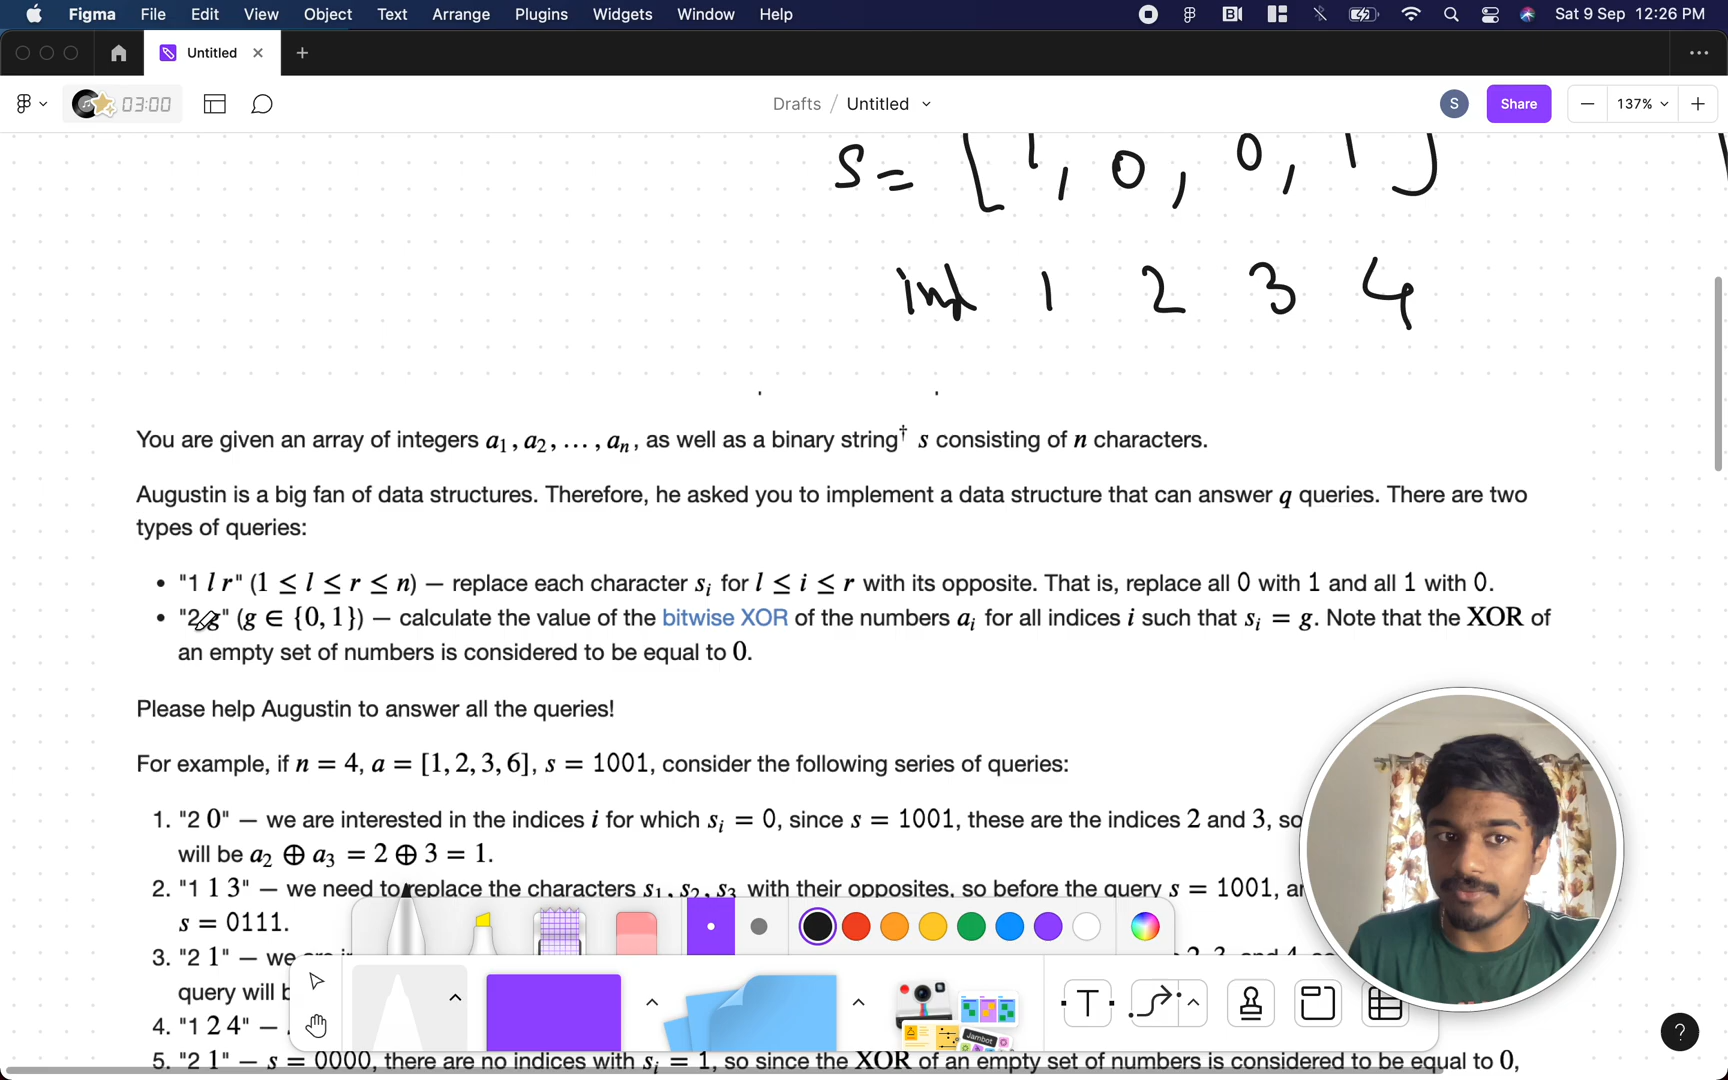 Figma File Edit View Object Text Arrange Plugins Widgets Window Help Sat 9 Sep 12:26 PM
Untitled
03:00 Drafts / Untitled S Share 137%
S = [1, 0, 0, 1]
ind 1 2 3 4
You are given an array of integers a₁, a₂, …, aₙ, as well as a binary string† s consisting of n characters.
Augustin is a big fan of data structures. Therefore, he asked you to implement a data structure that can answer q queries. There are two
types of queries:
• "1 l r" (1 ≤ l ≤ r ≤ n) — replace each character sᵢ for l ≤ i ≤ r with its opposite. That is, replace all 0 with 1 and all 1 with 0.
• "2 g" (g ∈ {0, 1}) — calculate the value of the bitwise XOR of the numbers aᵢ for all indices i such that sᵢ = g. Note that the XOR of
an empty set of numbers is considered to be equal to 0.
Please help Augustin to answer all the queries!
For example, if n = 4, a = [1, 2, 3, 6], s = 1001, consider the following series of queries:
1. "2 0" — we are interested in the indices i for which sᵢ = 0, since s = 1001, these are the indices 2 and 3, so
will be a₂ ⊕ a₃ = 2 ⊕ 3 = 1.
2. "1 1 3" — we need to replace the characters s₁, s₂, s₃ with their opposites, so before the query s = 1001,
s = 0111.
3. "2 1" — we
query will
4. "1 2 4" —
5. "2 1" — s = 0000, there are no indices with sᵢ = 1, so since the XOR of an empty set of numbers is considered to be equal to 0,
T
Jambot
?